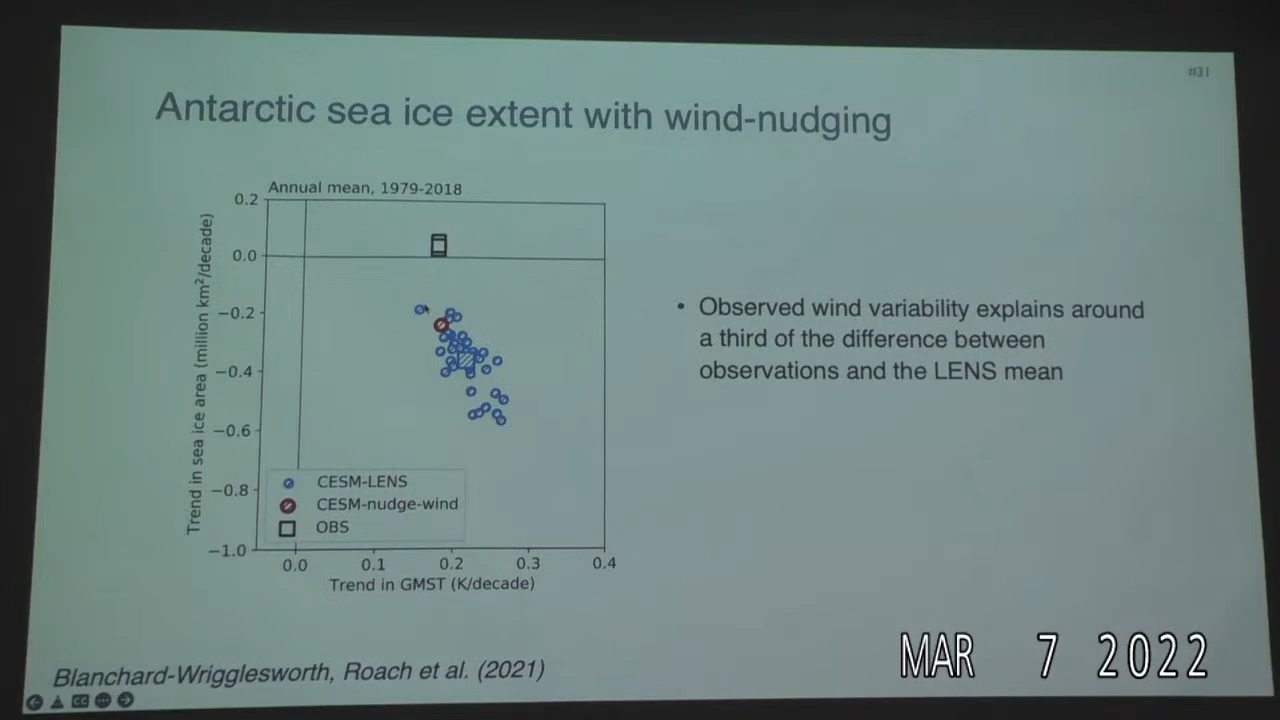 #31
Antarctic sea ice extent with wind-nudging
Annual mean, 1979-2018
0.2
0.0
−0.2
−0.4
−0.6
−0.8
−1.0
Trend in sea ice area (million km²/decade)
CESM-LENS
CESM-nudge-wind
OBS
0.0 0.1 0.2 0.3 0.4
Trend in GMST (K/decade)
• Observed wind variability explains around
a third of the difference between
observations and the LENS mean
Blanchard-Wrigglesworth, Roach et al. (2021)
CC
MAR 7 2022